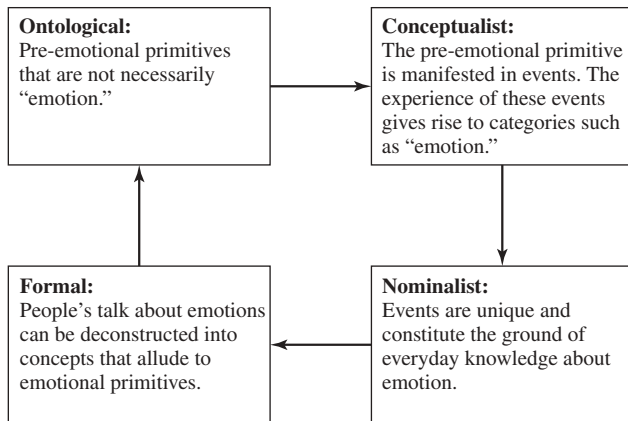 Ontological:
Pre-emotional primitives
that are not necessarily
“emotion.”
Conceptualist:
The pre-emotional primitive
is manifested in events. The
experience of these events
gives rise to categories such
as “emotion.”
Formal:
People’s talk about emotions
can be deconstructed into
concepts that allude to
emotional primitives.
Nominalist:
Events are unique and
constitute the ground of
everyday knowledge about
emotion.